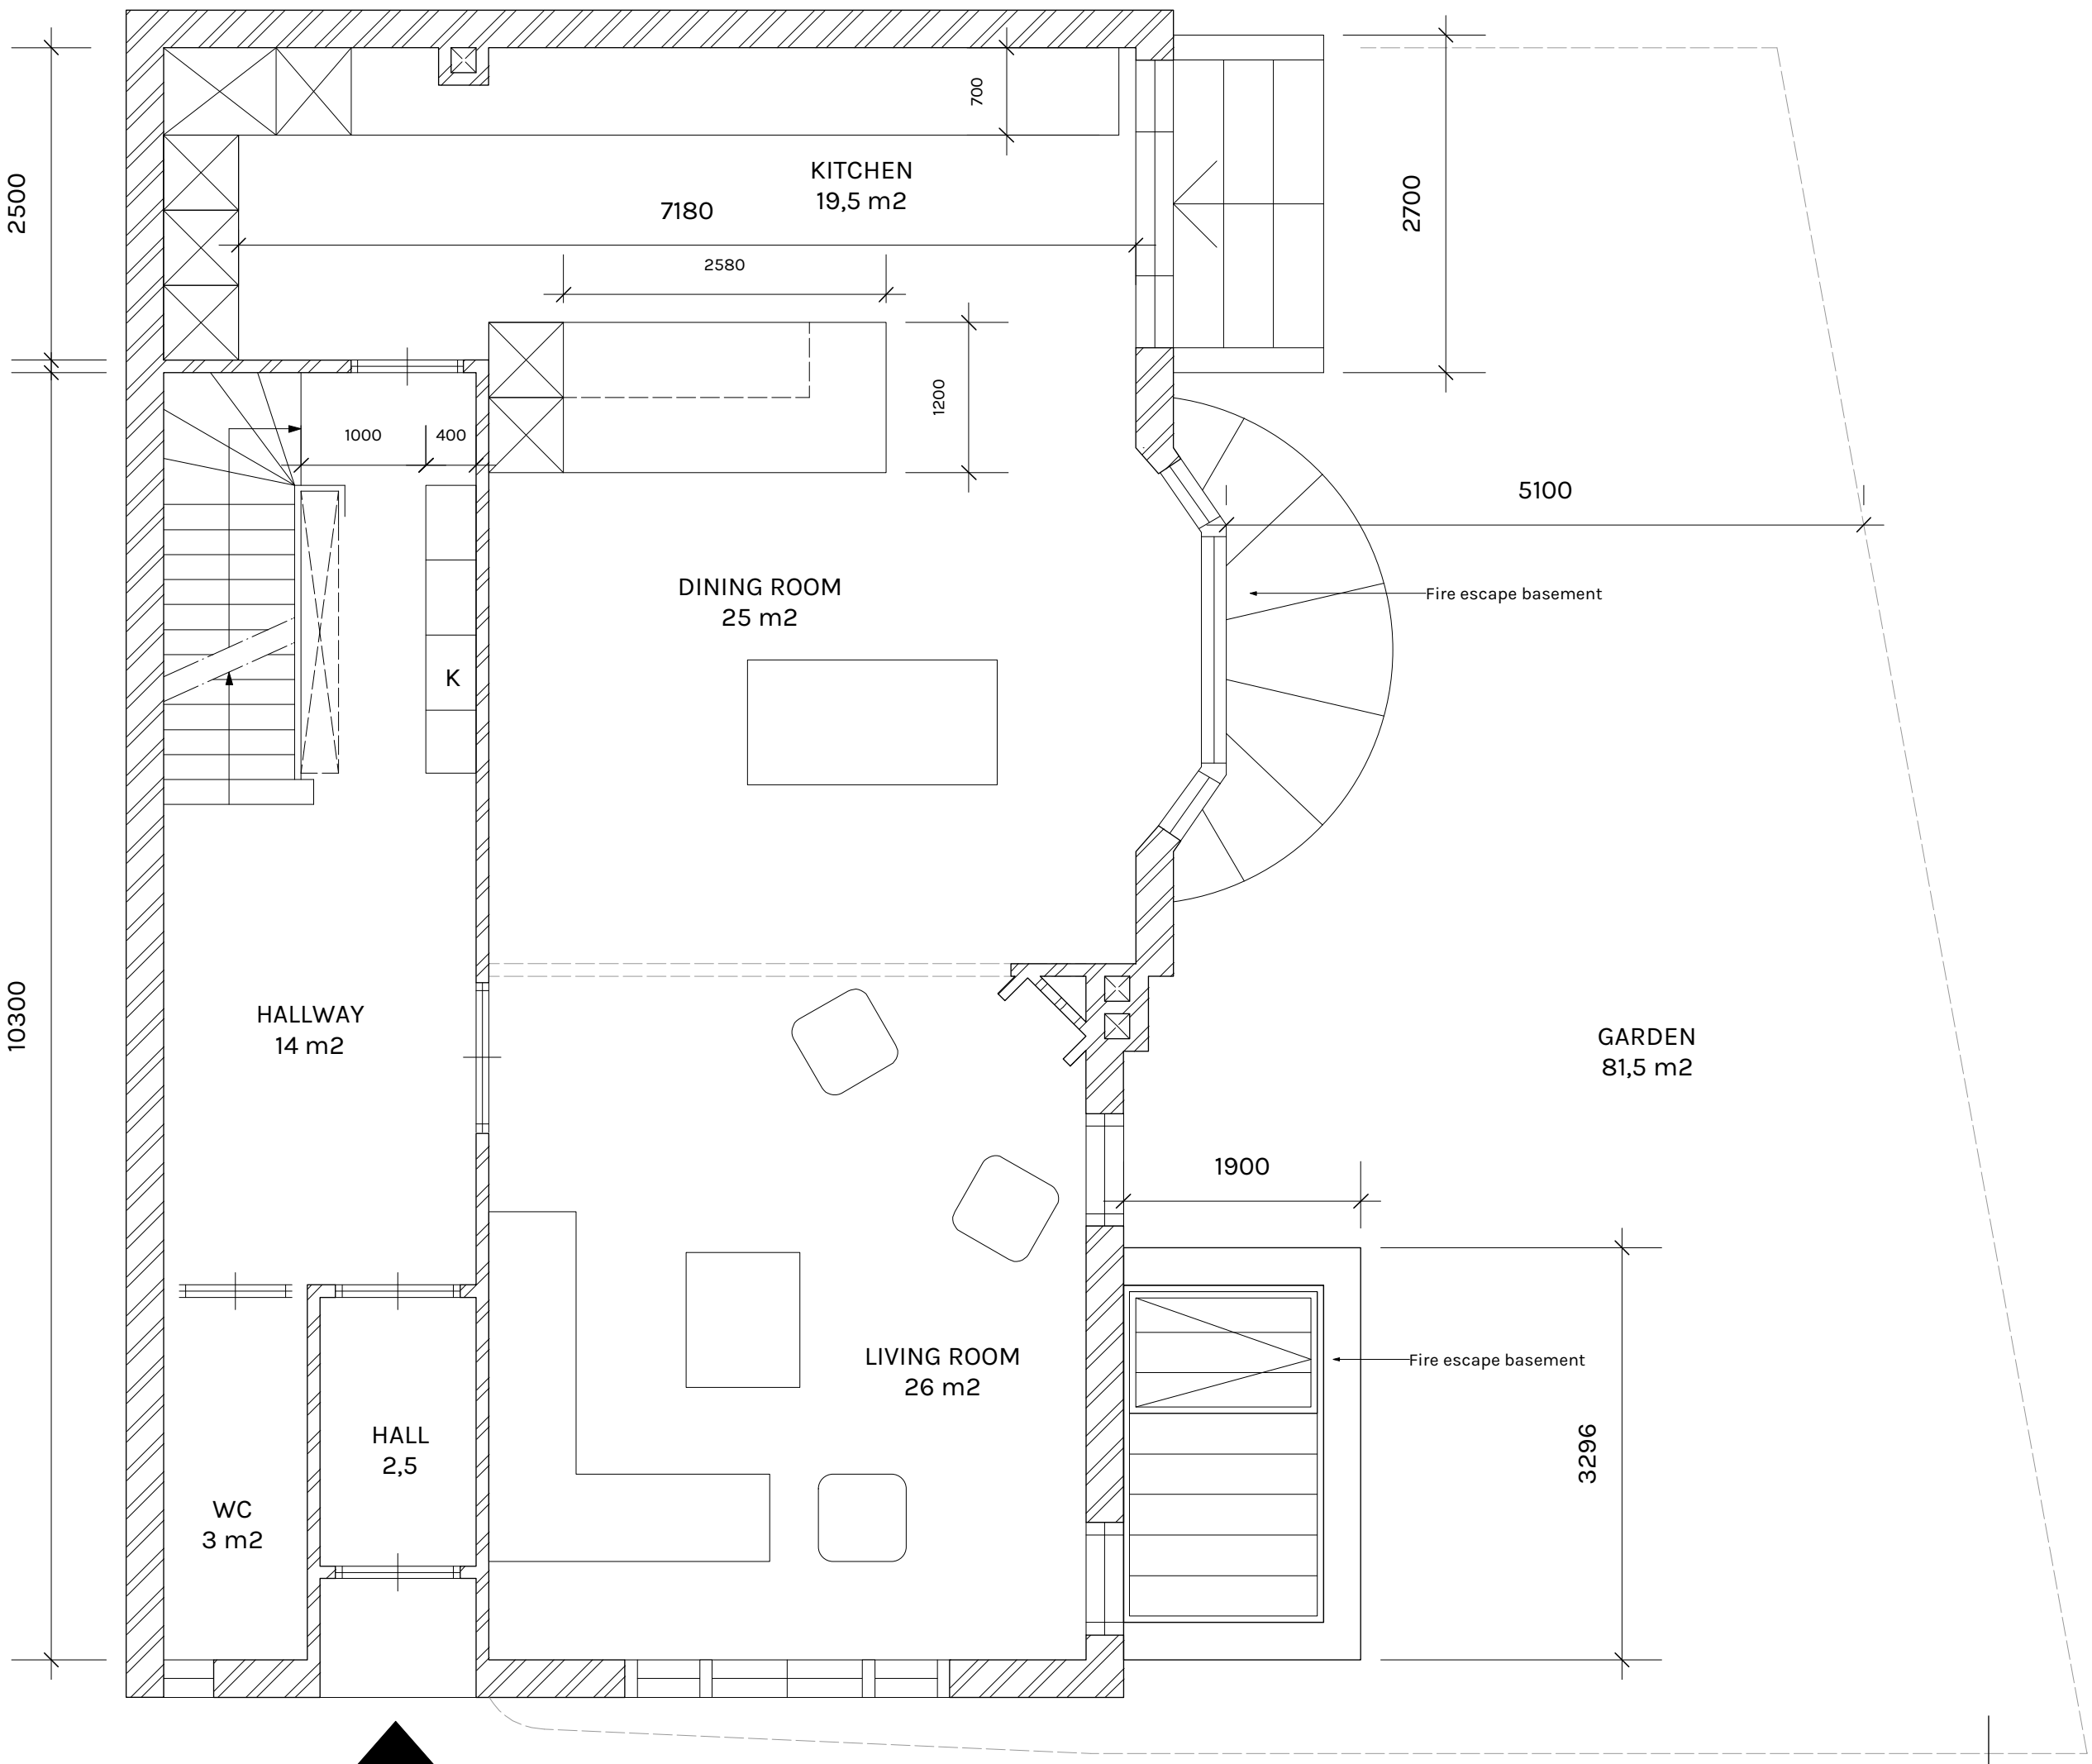 700
KITCHEN
19,5 m2
2500
2700
7180
2580
1200
1000
400
5100
DINING ROOM
25 m2
Fire escape basement
K
HALLWAY
14 m2
10300
GARDEN
81,5 m2
1900
LIVING ROOM
26 m2
Fire escape basement
HALL
2,5
3296
WC
3 m2